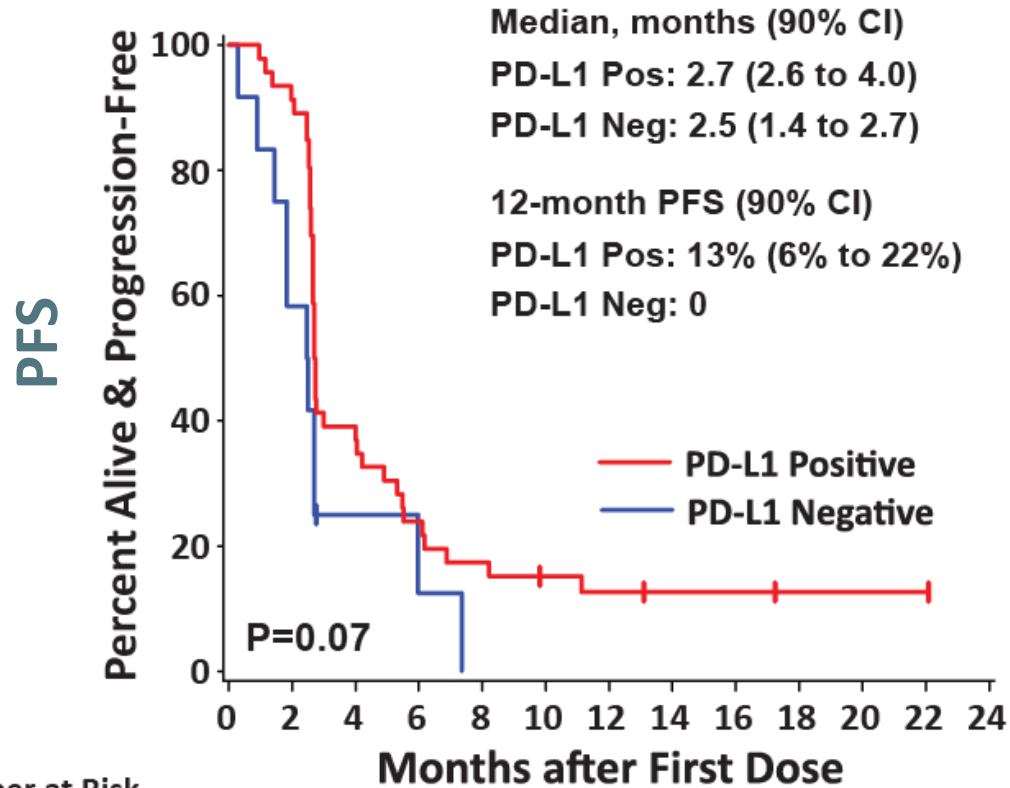 PFS
Percent Alive & Progression-Free
100
80
60
40
20
0
Median, months (90% CI)
PD-L1 Pos: 2.7 (2.6 to 4.0)
PD-L1 Neg: 2.5 (1.4 to 2.7)
12-month PFS (90% CI)
PD-L1 Pos: 13% (6% to 22%)
PD-L1 Neg: 0
PD-L1 Positive
PD-L1 Negative
P=0.07
0 2 4 6 8 10 12 14 16 18 20 22 24
Months after First Dose
at Risk